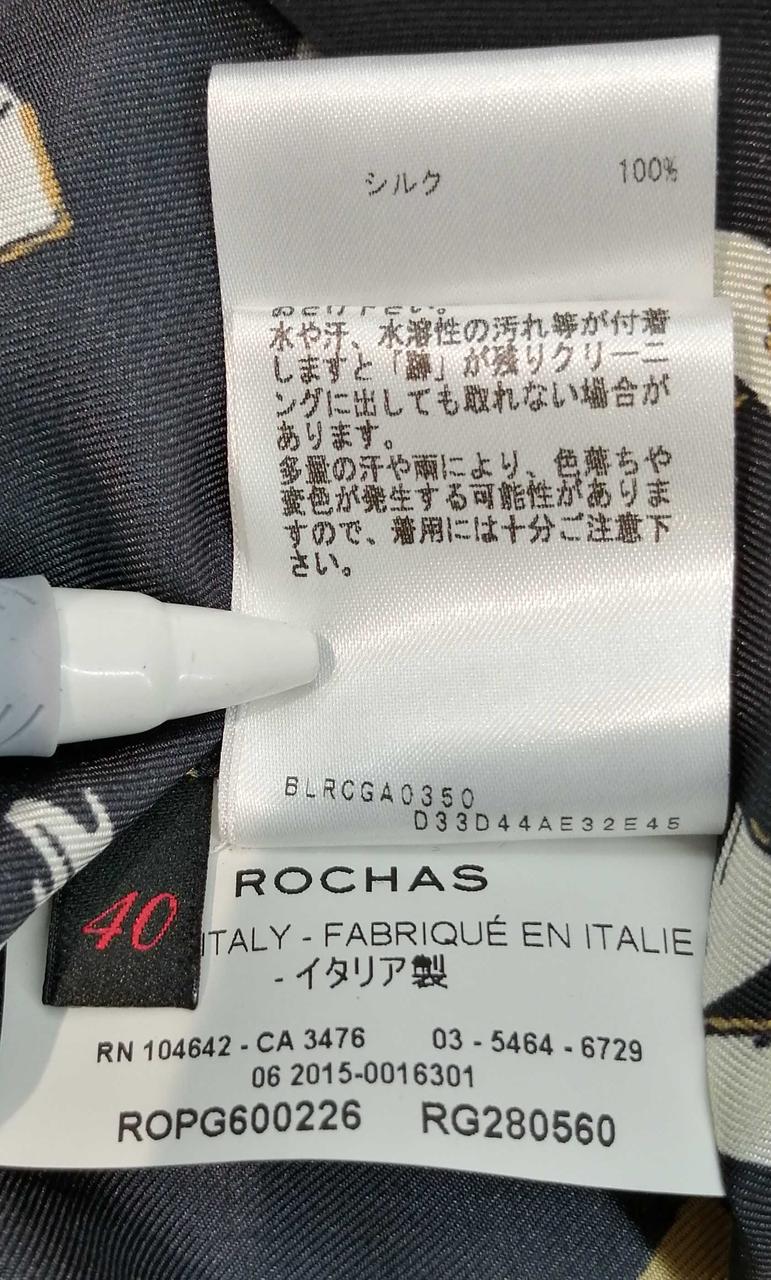 シルク 100%
おさけ下さい。
水や汗、水溶性の汚れ等が付着
しますと「跡」が残りクリーニ
ングに出しても取れない場合が
あります。
多量の汗や雨により、色落ちや
変色が発生する可能性がありま
すので、着用には十分ご注意下
さい。
BLRCGA0350
D33D44AE32E45
ROCHAS
40
ITALY - FABRIQUÉ EN ITALIE
- イタリア製
RN 104642 - CA 3476 03 - 5464 - 6729
06 2015-0016301
ROPG600226 RG280560